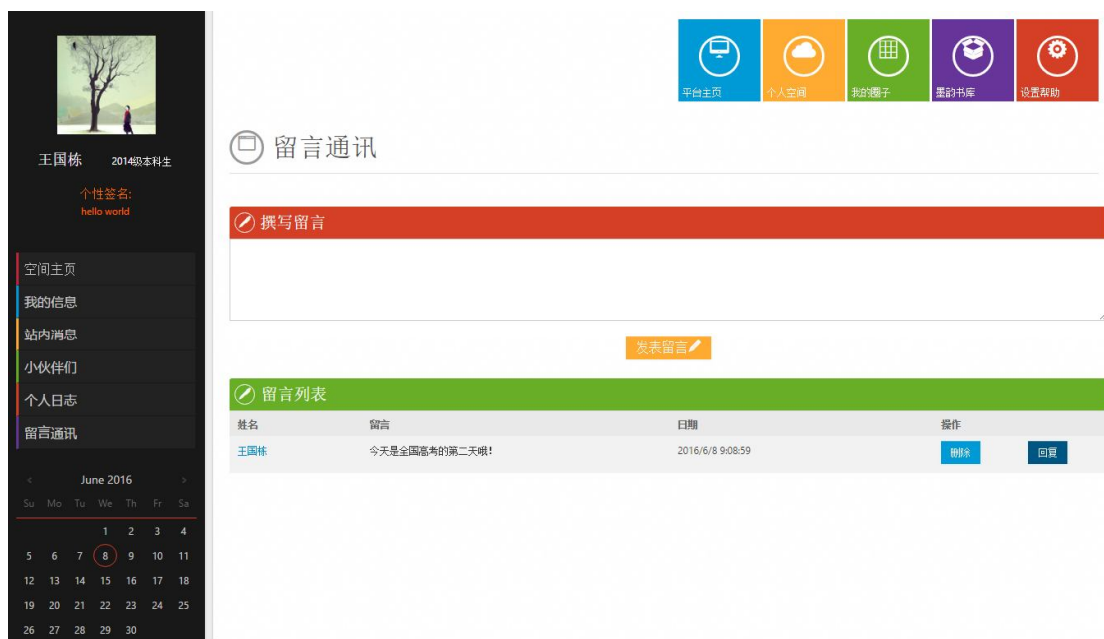 王国栋 2014级本科生
个性签名:
hello world
空间主页
我的信息
站内消息
小伙伴们
个人日志
留言通讯
< June 2016 >
Su Mo Tu We Th Fr Sa
1 2 3 4
5 6 7 8 9 10 11
12 13 14 15 16 17 18
19 20 21 22 23 24 25
26 27 28 29 30
平台主页 个人空间 我的圈子 墨韵书库 设置帮助
留言通讯
撰写留言
发表留言
留言列表
姓名 留言 日期 操作
王国栋 今天是全国高考的第二天哦! 2016/6/8 9:08:59 删除 回复